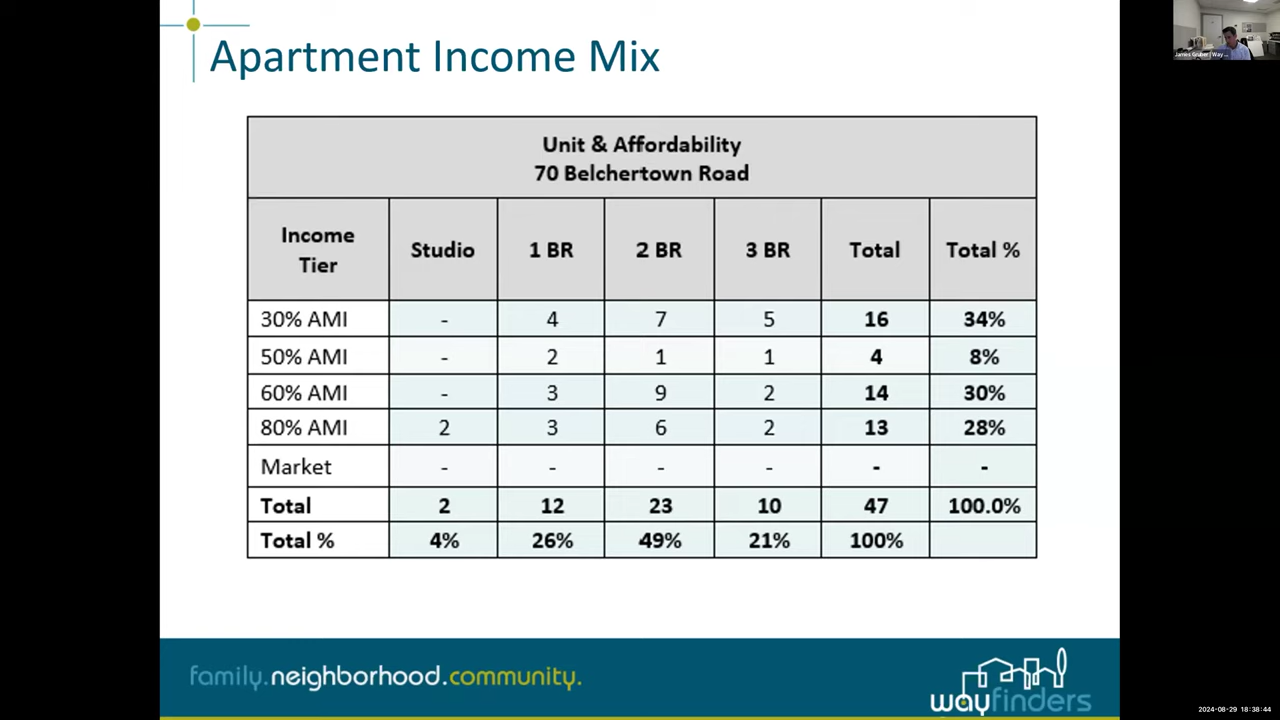 Apartment Income Mix
Unit & Affordability
70 Belchertown Road
Income Tier Studio 1 BR 2 BR 3 BR Total Total %
30% AMI - 4 7 5 16 34%
50% AMI - 2 1 1 4 8%
60% AMI - 3 9 2 14 30%
80% AMI 2 3 6 2 13 28%
Market - - - - - -
Total 2 12 23 10 47 100.0%
Total % 4% 26% 49% 21% 100%
family.neighborhood.community.
wayfinders
James Gruber | Way ...
2024-08-29 18:38:44